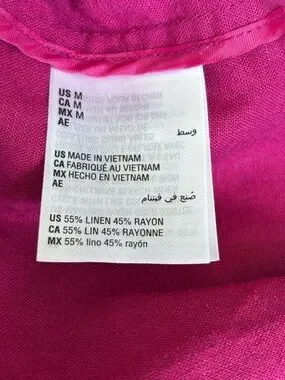 US M
CA M
MX M
AE
وسط
US MADE IN VIETNAM
CA FABRIQUÉ AU VIETNAM
MX HECHO EN VIETNAM
AE
صُنع في فيتنام
US 55% LINEN 45% RAYON
CA 55% LIN 45% RAYONNE
MX 55% lino 45% rayón